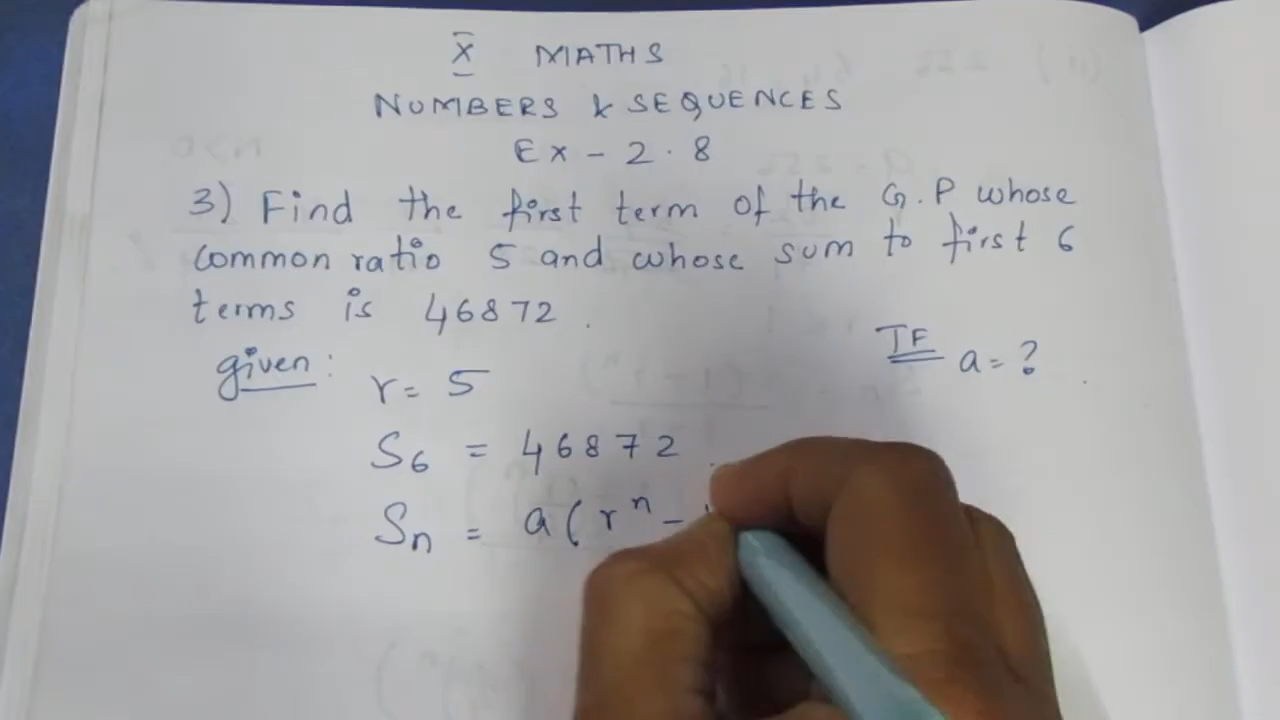 X MATHS
NUMBERS & SEQUENCES
Ex - 2.8
3) Find the first term of the G.P whose
common ratio 5 and whose sum to first 6
terms is 46872.
given:
TF a = ?
r = 5
S₆ = 46872
Sₙ = a(rⁿ -